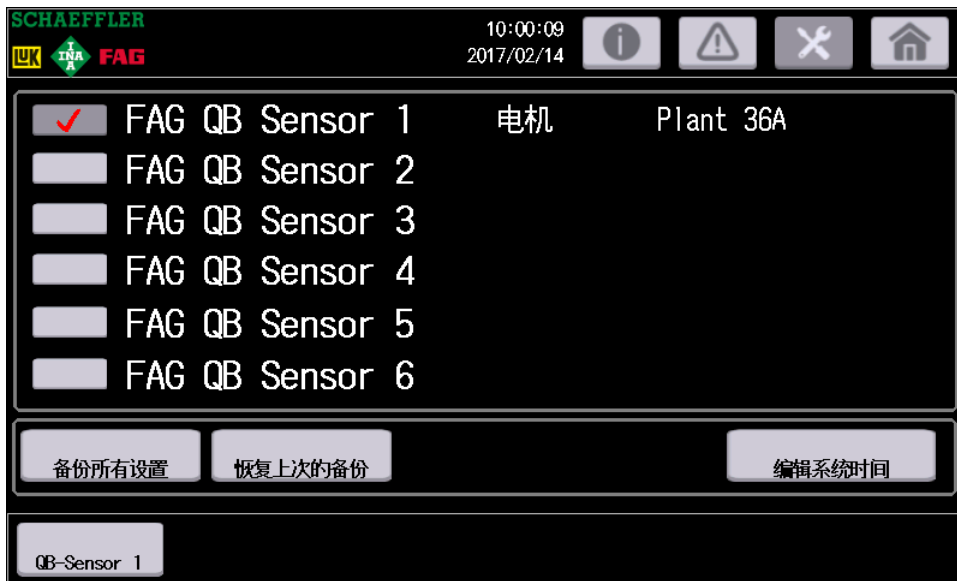 SCHAEFFLER
LUK INA FAG
10:00:09
2017/02/14
FAG QB Sensor 1 电机 Plant 36A
FAG QB Sensor 2
FAG QB Sensor 3
FAG QB Sensor 4
FAG QB Sensor 5
FAG QB Sensor 6
备份所有设置 恢复上次的备份 编辑系统时间
QB-Sensor 1